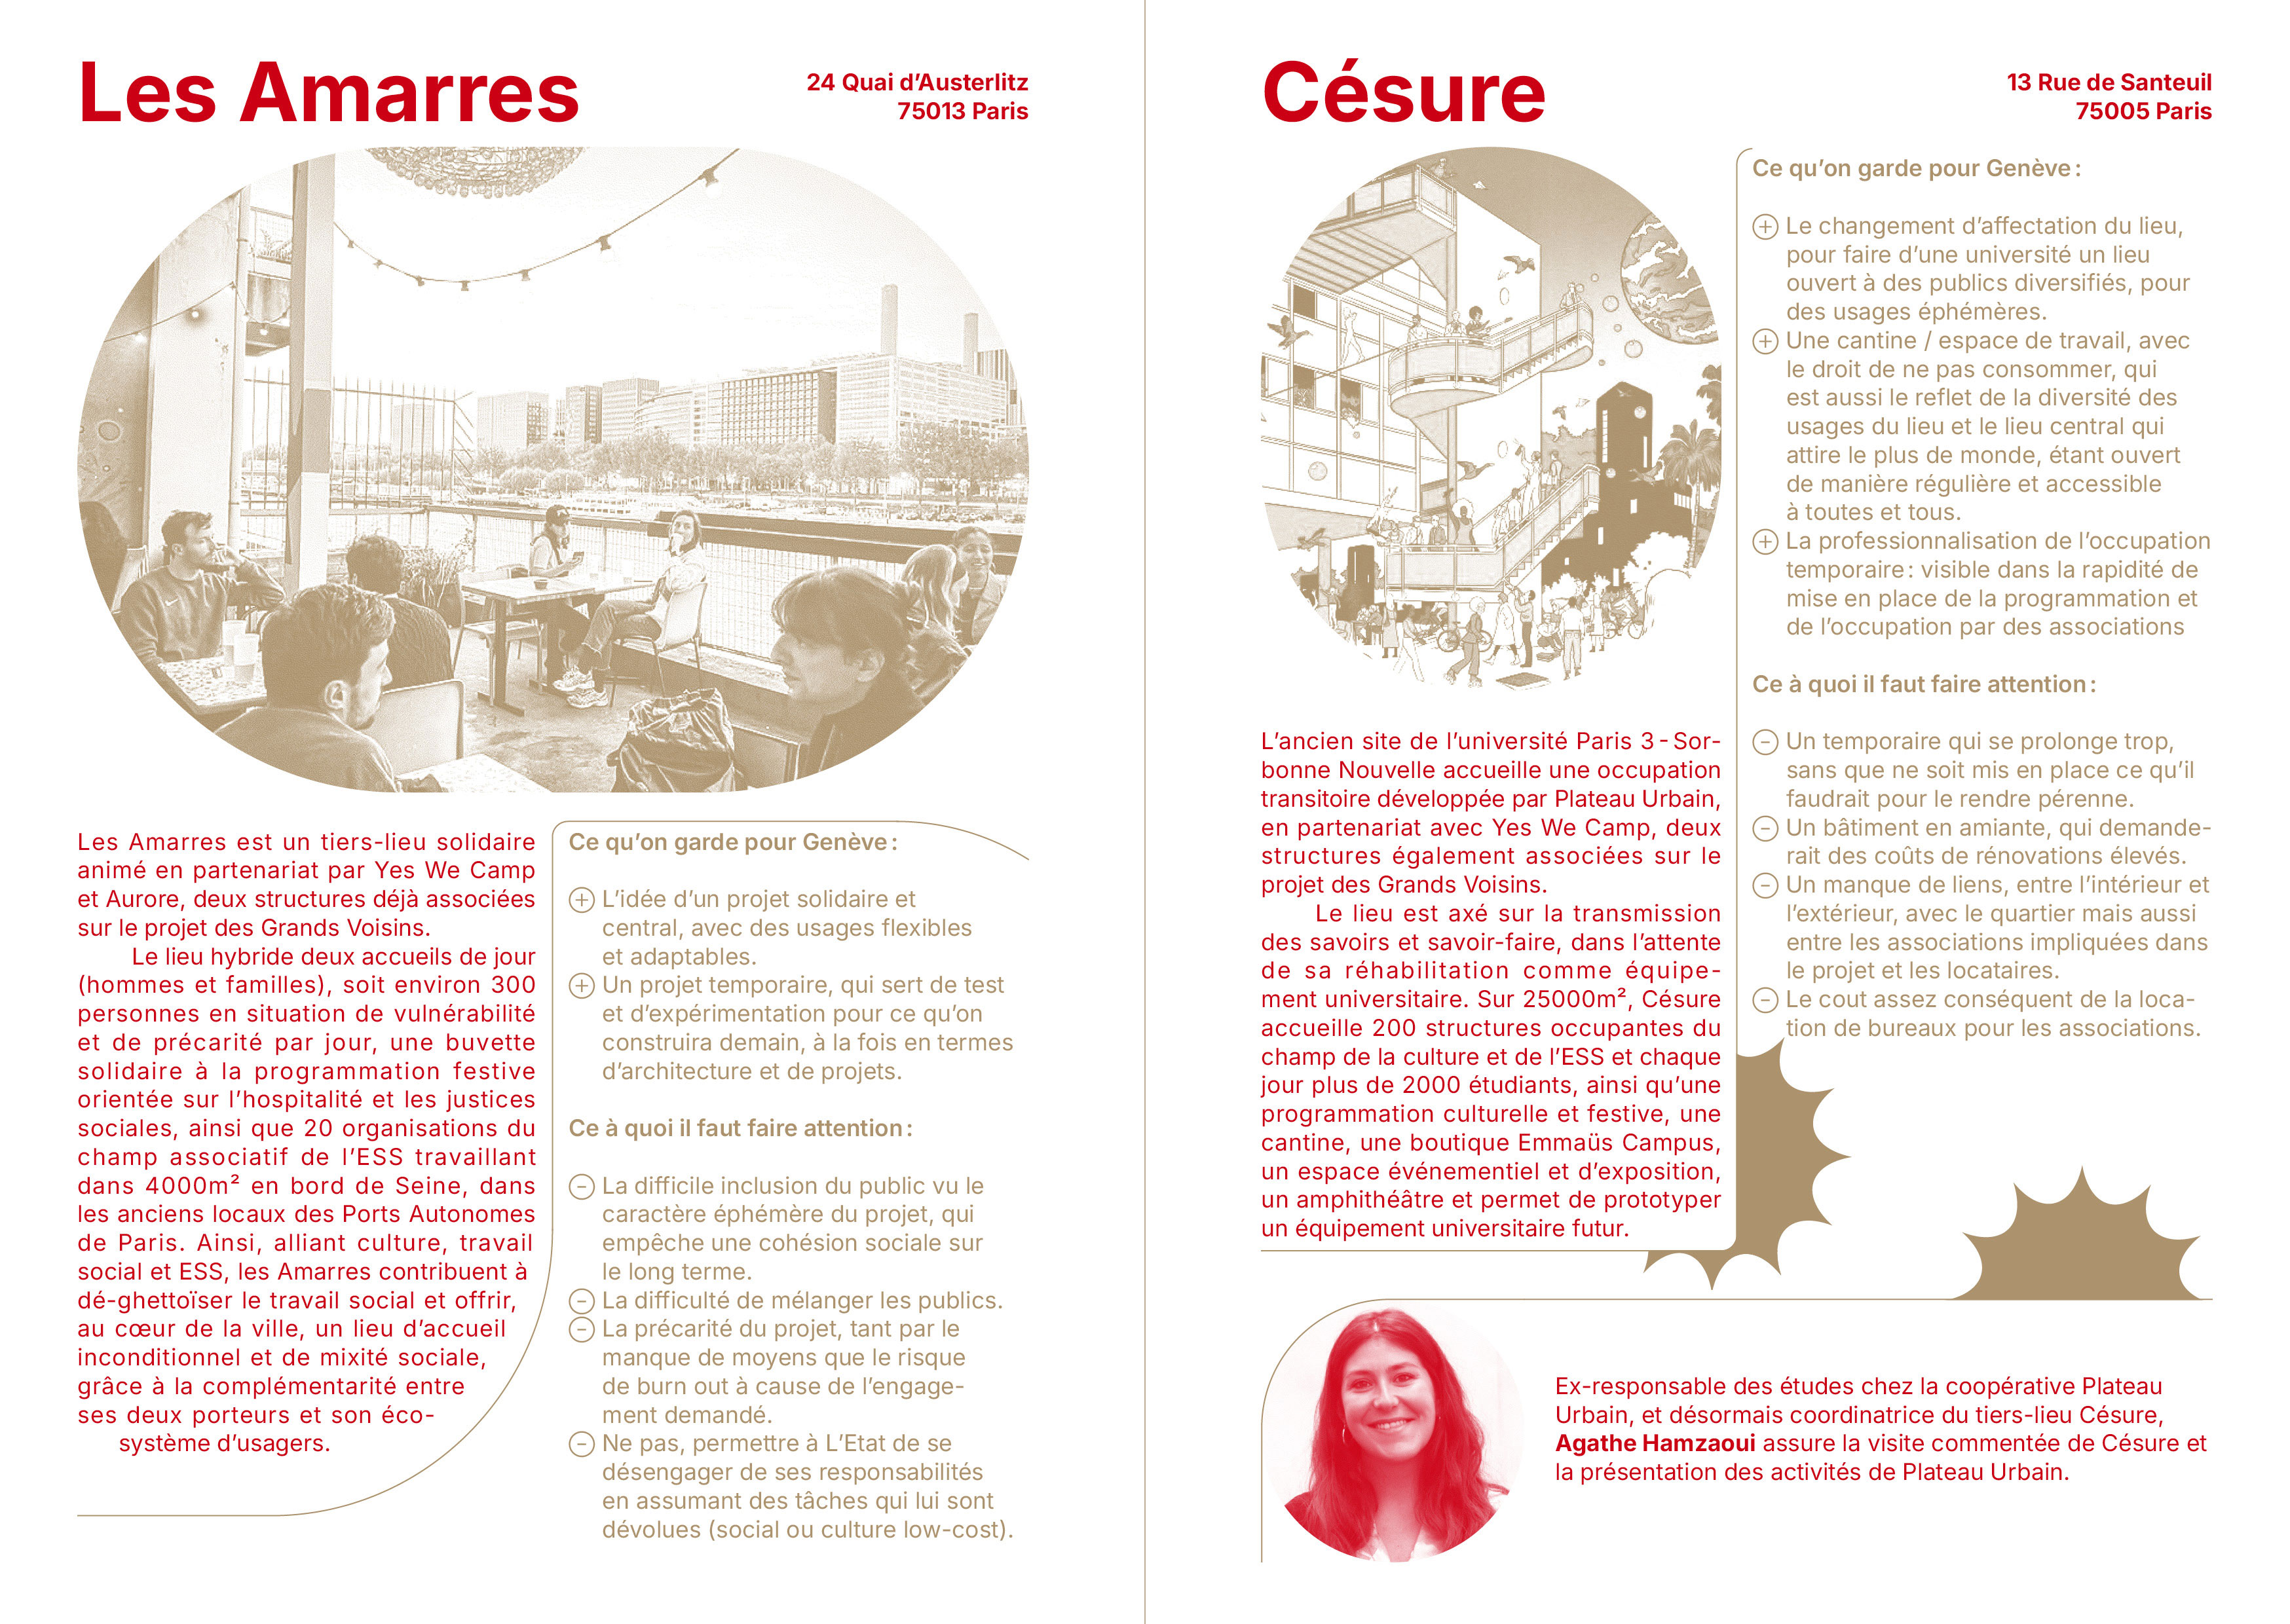 Les Amarres
24 Quai d’Austerlitz
75013 Paris
Les Amarres est un tiers-lieu solidaire
animé en partenariat par Yes We Camp
et Aurore, deux structures déjà associées
sur le projet des Grands Voisins.
Le lieu hybride deux accueils de jour
(hommes et familles), soit environ 300
personnes en situation de vulnérabilité
et de précarité par jour, une buvette
solidaire à la programmation festive
orientée sur l’hospitalité et les justices
sociales, ainsi que 20 organisations du
champ associatif de l’ESS travaillant
dans 4000m² en bord de Seine, dans
les anciens locaux des Ports Autonomes
de Paris. Ainsi, alliant culture, travail
social et ESS, les Amarres contribuent à
dé-ghettoïser le travail social et offrir,
au cœur de la ville, un lieu d’accueil
inconditionnel et de mixité sociale,
grâce à la complémentarité entre
ses deux porteurs et son éco-
système d’usagers.
Ce qu’on garde pour Genève :
+ L’idée d’un projet solidaire et
central, avec des usages flexibles
et adaptables.
+ Un projet temporaire, qui sert de test
et d’expérimentation pour ce qu’on
construira demain, à la fois en termes
d’architecture et de projets.
Ce à quoi il faut faire attention :
- La difficile inclusion du public vu le
caractère éphémère du projet, qui
empêche une cohésion sociale sur
le long terme.
- La difficulté de mélanger les publics.
- La précarité du projet, tant par le
manque de moyens que le risque
de burn out à cause de l’engage-
ment demandé.
- Ne pas, permettre à L’Etat de se
désengager de ses responsabilités
en assumant des tâches qui lui sont
dévolues (social ou culture low-cost).
Césure
13 Rue de Santeuil
75005 Paris
L’ancien site de l’université Paris 3 - Sor-
bonne Nouvelle accueille une occupation
transitoire développée par Plateau Urbain,
en partenariat avec Yes We Camp, deux
structures également associées sur le
projet des Grands Voisins.
Le lieu est axé sur la transmission
des savoirs et savoir-faire, dans l’attente
de sa réhabilitation comme équipe-
ment universitaire. Sur 25000m², Césure
accueille 200 structures occupantes du
champ de la culture et de l’ESS et chaque
jour plus de 2000 étudiants, ainsi qu’une
programmation culturelle et festive, une
cantine, une boutique Emmaüs Campus,
un espace événementiel et d’exposition,
un amphithéâtre et permet de prototyper
un équipement universitaire futur.
Ce qu’on garde pour Genève :
+ Le changement d’affectation du lieu,
pour faire d’une université un lieu
ouvert à des publics diversifiés, pour
des usages éphémères.
+ Une cantine / espace de travail, avec
le droit de ne pas consommer, qui
est aussi le reflet de la diversité des
usages du lieu et le lieu central qui
attire le plus de monde, étant ouvert
de manière régulière et accessible
à toutes et tous.
+ La professionnalisation de l’occupation
temporaire : visible dans la rapidité de
mise en place de la programmation et
de l’occupation par des associations
Ce à quoi il faut faire attention :
- Un temporaire qui se prolonge trop,
sans que ne soit mis en place ce qu’il
faudrait pour le rendre pérenne.
- Un bâtiment en amiante, qui demande-
rait des coûts de rénovations élevés.
- Un manque de liens, entre l’intérieur et
l’extérieur, avec le quartier mais aussi
entre les associations impliquées dans
le projet et les locataires.
- Le cout assez conséquent de la loca-
tion de bureaux pour les associations.
Ex-responsable des études chez la coopérative Plateau
Urbain, et désormais coordinatrice du tiers-lieu Césure,
Agathe Hamzaoui assure la visite commentée de Césure et
la présentation des activités de Plateau Urbain.